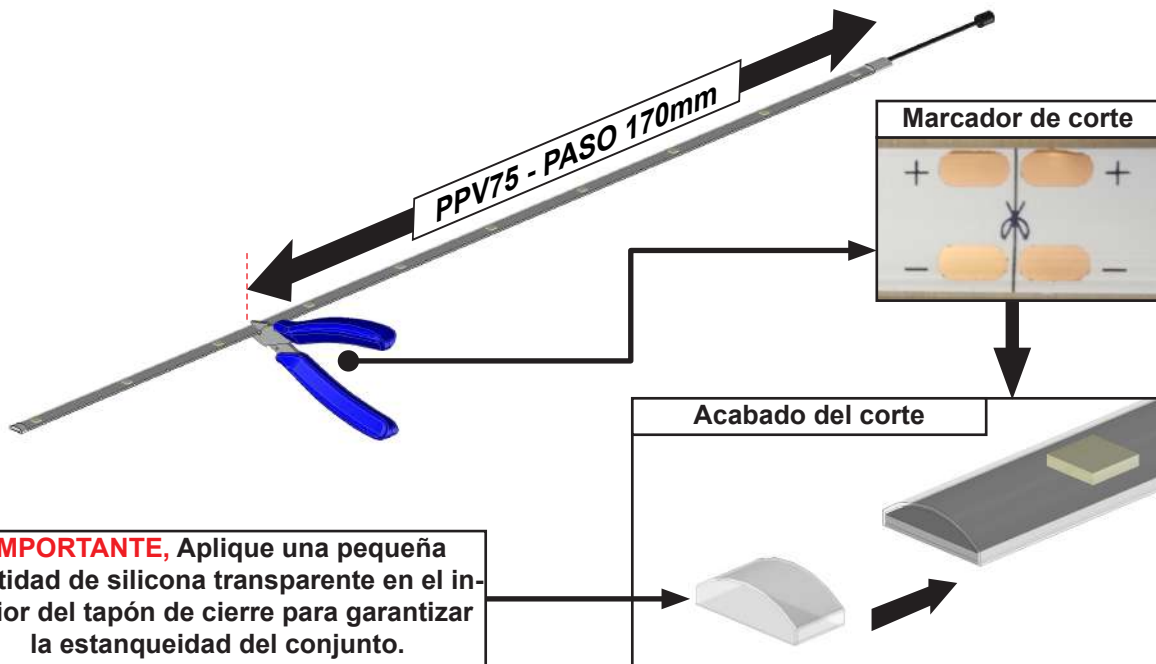 PPV75 - PASO 170mm
Marcador de corte
+ +
- -
Acabado del corte
MPORTANTE, Aplique una pequeña
tidad de silicona transparente en el in-
ior del tapón de cierre para garantizar
la estanqueidad del conjunto.